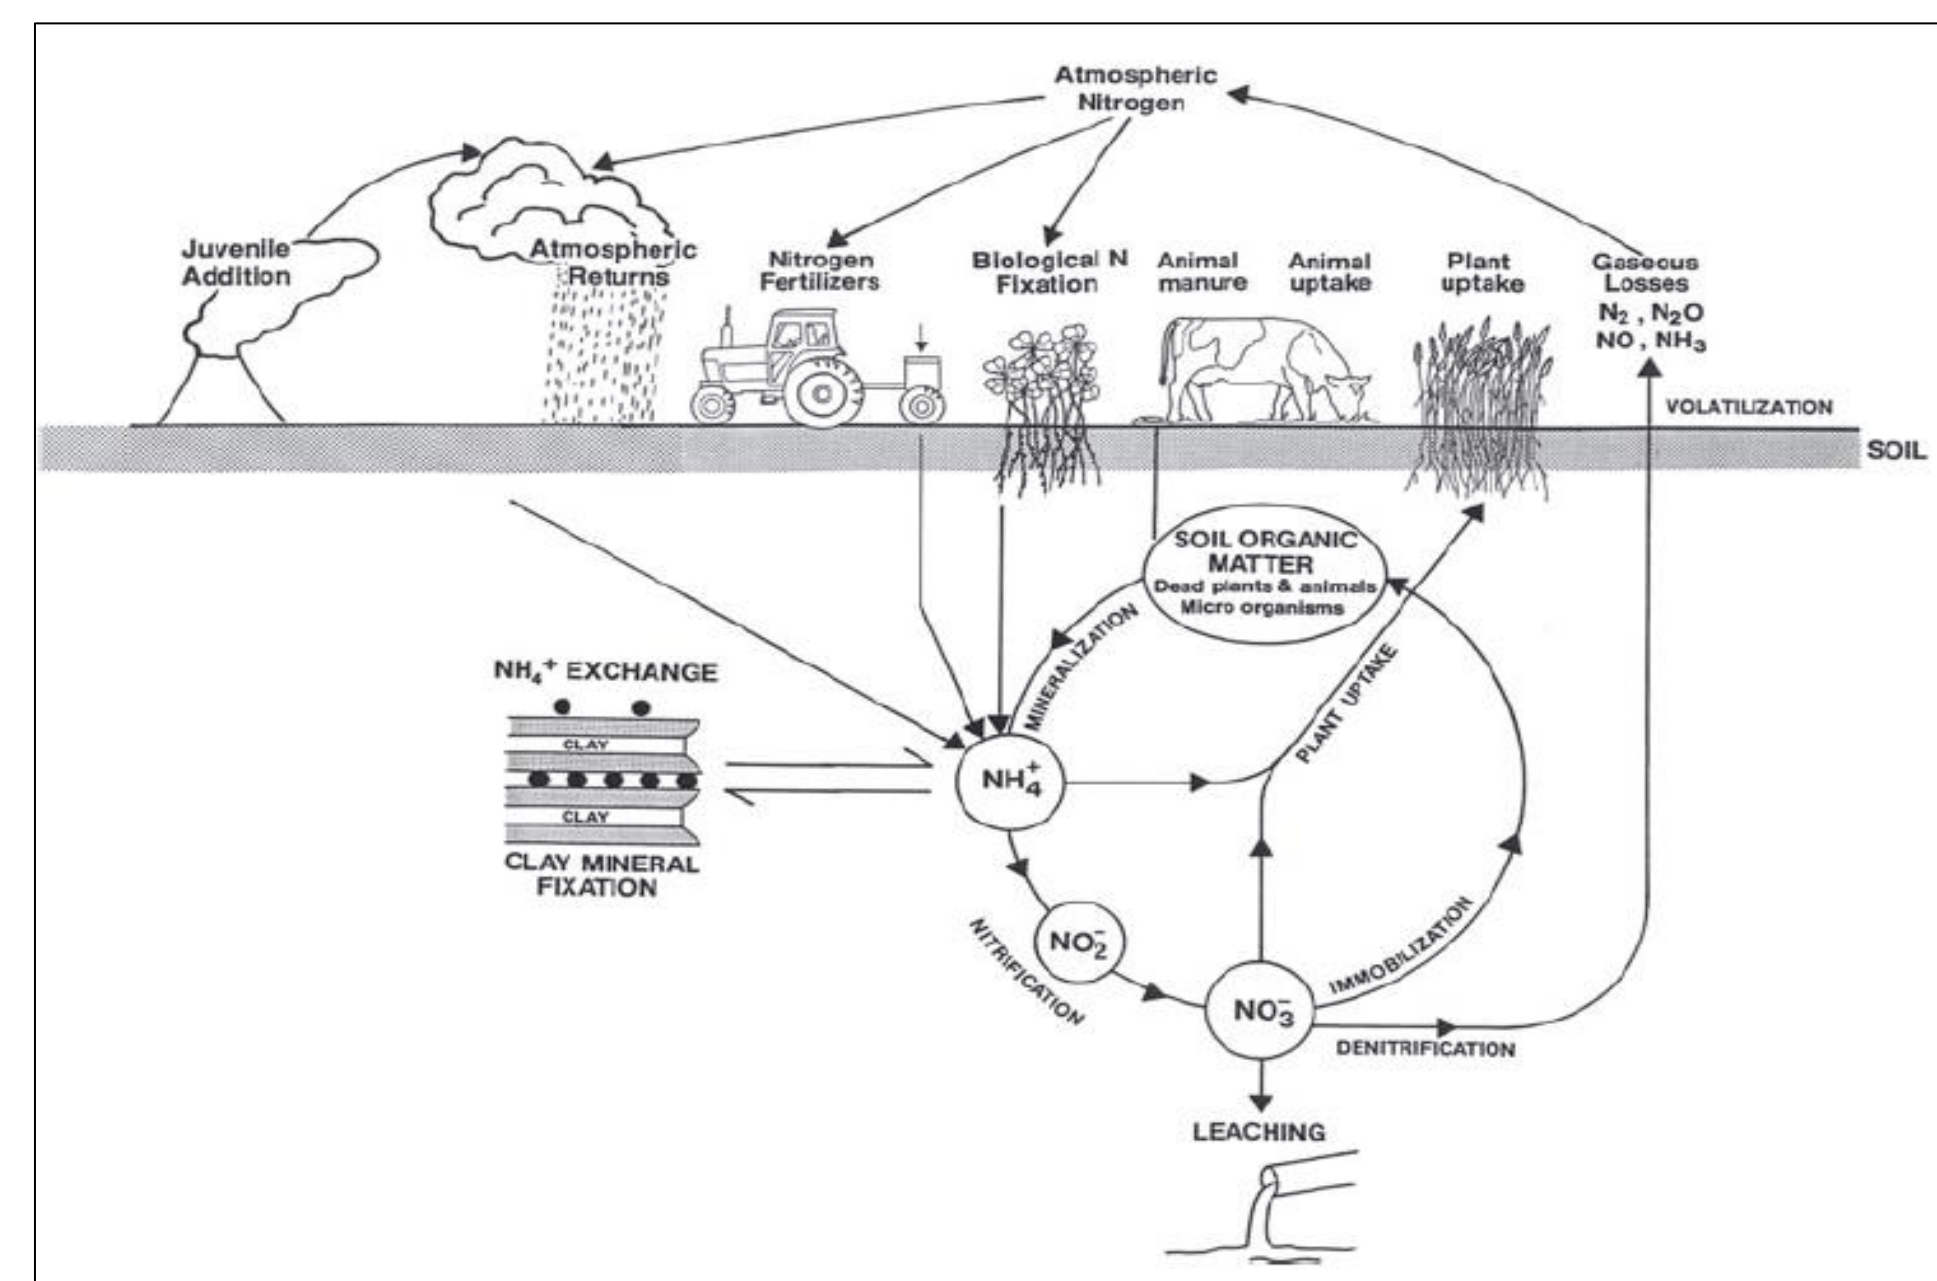 Atmospheric
Nitrogen
Juvenile
Addition
Atmospheric
Returns
Nitrogen
Fertilizers
Biological N
Fixation
Animal
manure
Animal
uptake
Plant
uptake
Gaseous
Losses
N₂ , N₂O
NO , NH₃
VOLATILIZATION
SOIL
SOIL ORGANIC
MATTER
Dead plants & animals
Micro organisms
MINERALIZATION
PLANT UPTAKE
NH₄⁺ EXCHANGE
CLAY
CLAY
CLAY MINERAL
FIXATION
NH₄⁺
NO₂⁻
NITRIFICATION
NO₃⁻
IMMOBILIZATION
DENITRIFICATION
LEACHING